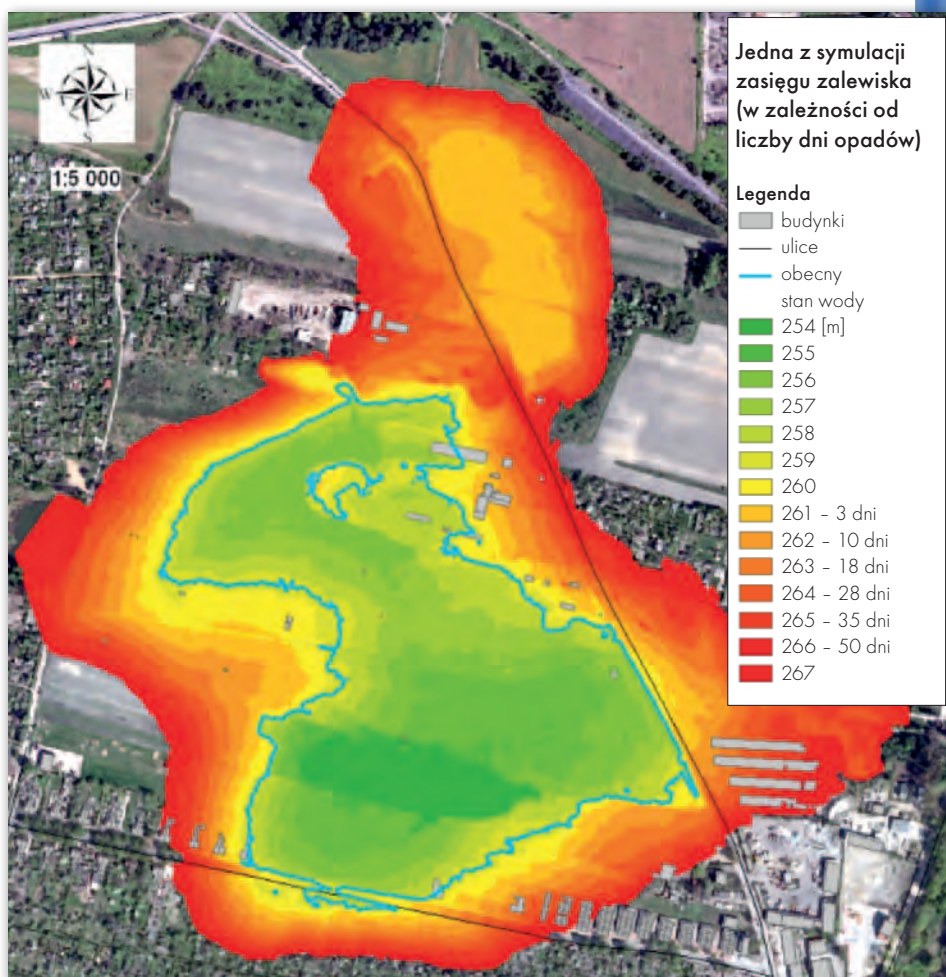 N
W E
S
1:5 000
Jedna z symulacji
zasięgu zalewiska
(w zależności od
liczby dni opadów)
Legenda
budynki
ulice
obecny
stan wody
254 [m]
255
256
257
258
259
260
261 – 3 dni
262 – 10 dni
263 – 18 dni
264 – 28 dni
265 – 35 dni
266 – 50 dni
267